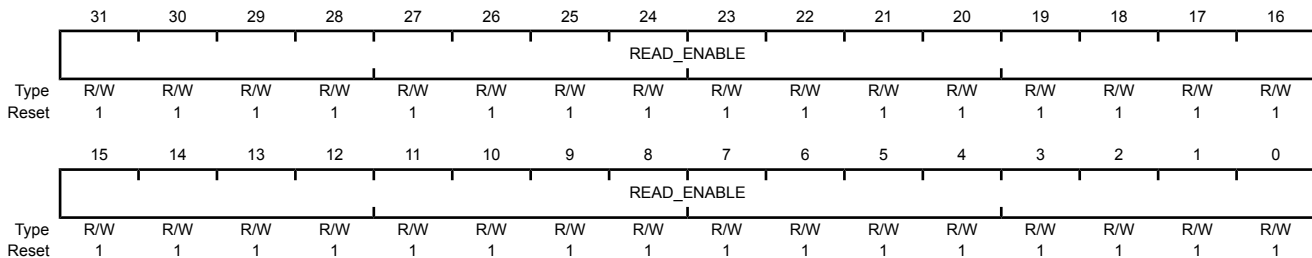 31 30 29 28 27 26 25 24 23 22 21 20 19 18 17 16
READ_ENABLE
Type R/W R/W R/W R/W R/W R/W R/W R/W R/W R/W R/W R/W R/W R/W R/W R/W
Reset 1 1 1 1 1 1 1 1 1 1 1 1 1 1 1 1
15 14 13 12 11 10 9 8 7 6 5 4 3 2 1 0
READ_ENABLE
Type R/W R/W R/W R/W R/W R/W R/W R/W R/W R/W R/W R/W R/W R/W R/W R/W
Reset 1 1 1 1 1 1 1 1 1 1 1 1 1 1 1 1